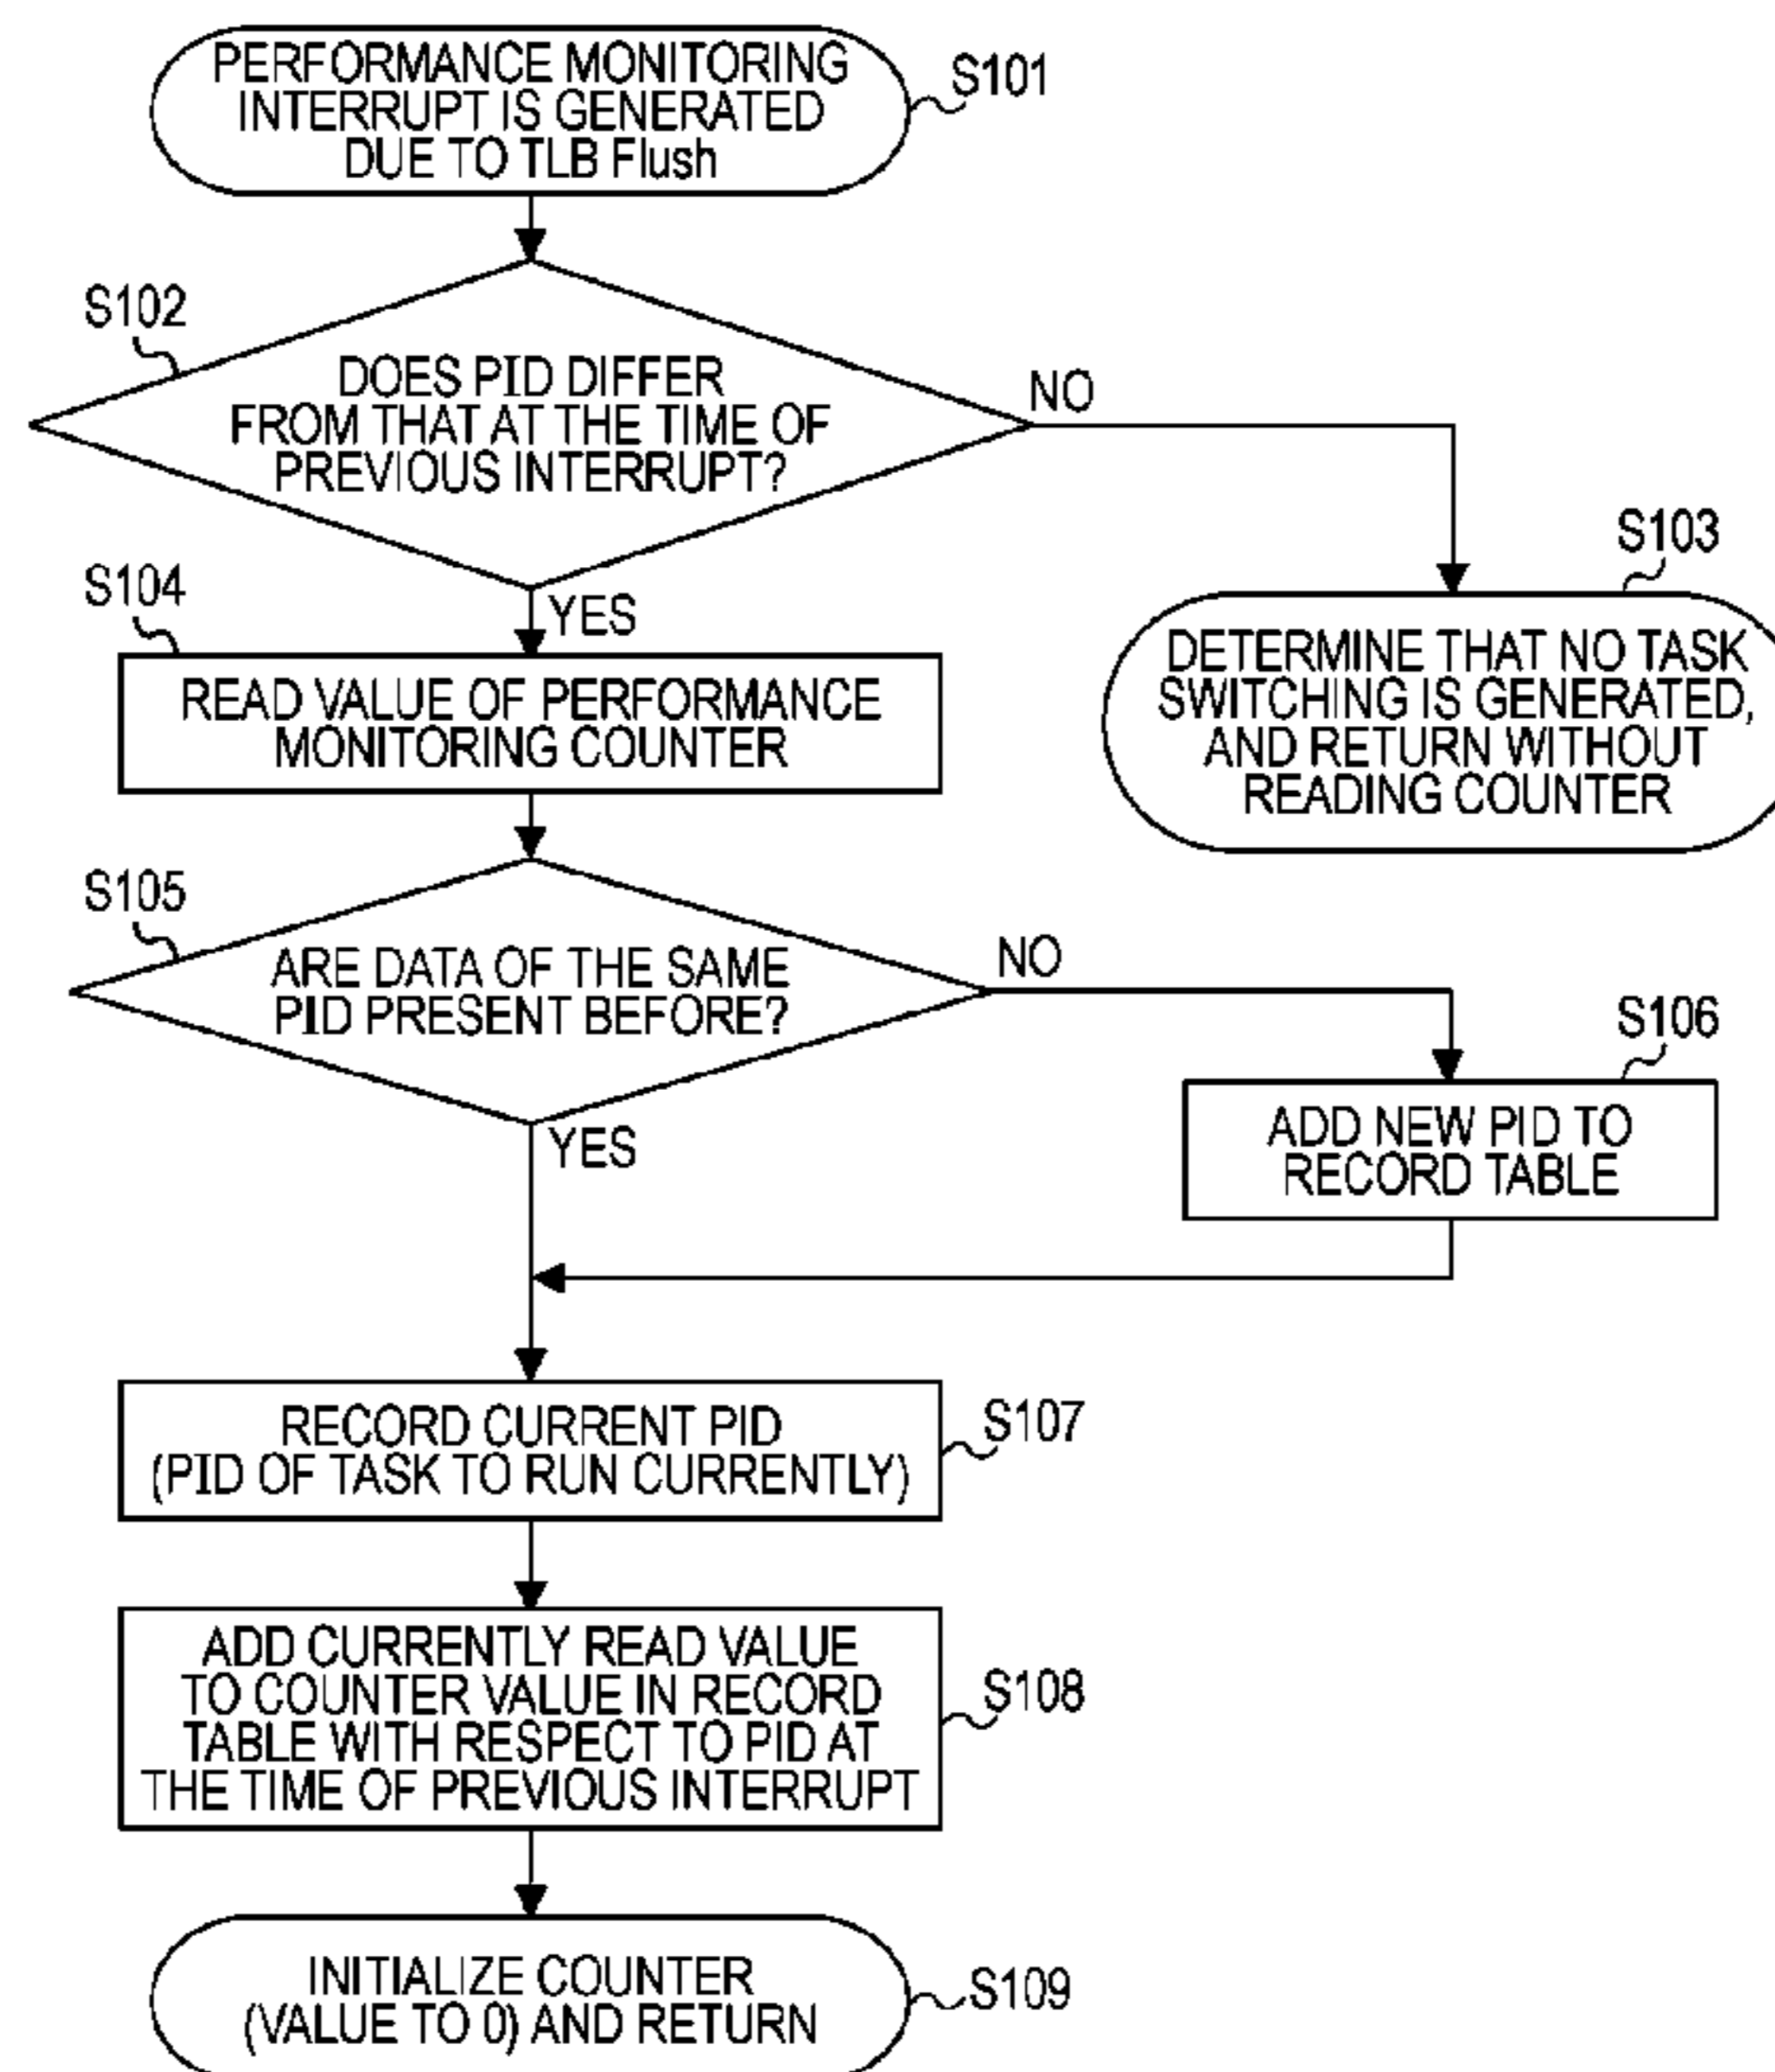 PERFORMANCE MONITORING
INTERRUPT IS GENERATED
DUE TO TLB Flush
S101
S102
DOES PID DIFFER
FROM THAT AT THE TIME OF
PREVIOUS INTERRUPT?
NO
YES
S103
DETERMINE THAT NO TASK
SWITCHING IS GENERATED,
AND RETURN WITHOUT
READING COUNTER
S104
READ VALUE OF PERFORMANCE
MONITORING COUNTER
S105
ARE DATA OF THE SAME
PID PRESENT BEFORE?
NO
YES
S106
ADD NEW PID TO
RECORD TABLE
RECORD CURRENT PID
(PID OF TASK TO RUN CURRENTLY)
S107
ADD CURRENTLY READ VALUE
TO COUNTER VALUE IN RECORD
TABLE WITH RESPECT TO PID AT
THE TIME OF PREVIOUS INTERRUPT
S108
INITIALIZE COUNTER
(VALUE TO 0) AND RETURN
S109